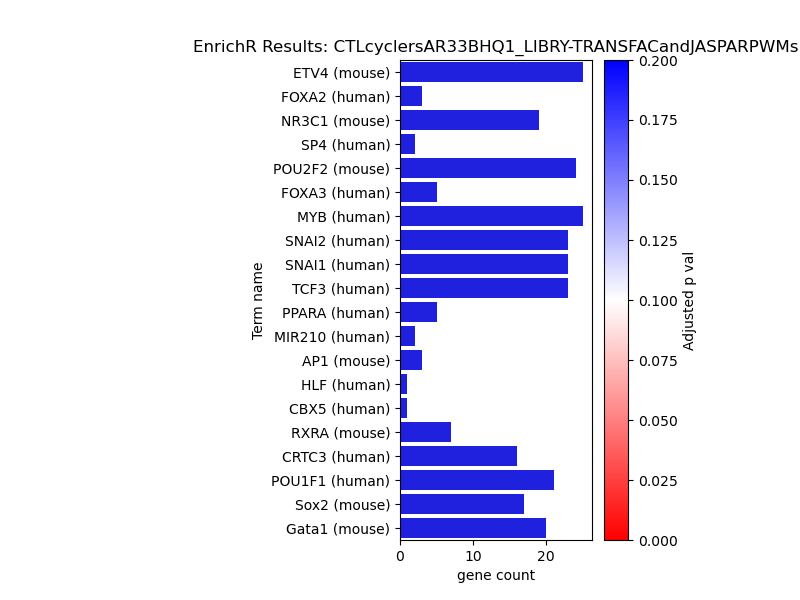 EnrichR Results: CTLcyclersAR33BHQ1_LIBRY-TRANSFACandJASPARPWMs
Term name
ETV4 (mouse)
FOXA2 (human)
NR3C1 (mouse)
SP4 (human)
POU2F2 (mouse)
FOXA3 (human)
MYB (human)
SNAI2 (human)
SNAI1 (human)
TCF3 (human)
PPARA (human)
MIR210 (human)
AP1 (mouse)
HLF (human)
CBX5 (human)
RXRA (mouse)
CRTC3 (human)
POU1F1 (human)
Sox2 (mouse)
Gata1 (mouse)
0 10 20
gene count
0.200
0.175
0.150
0.125
0.100
0.075
0.050
0.025
0.000
Adjusted p val